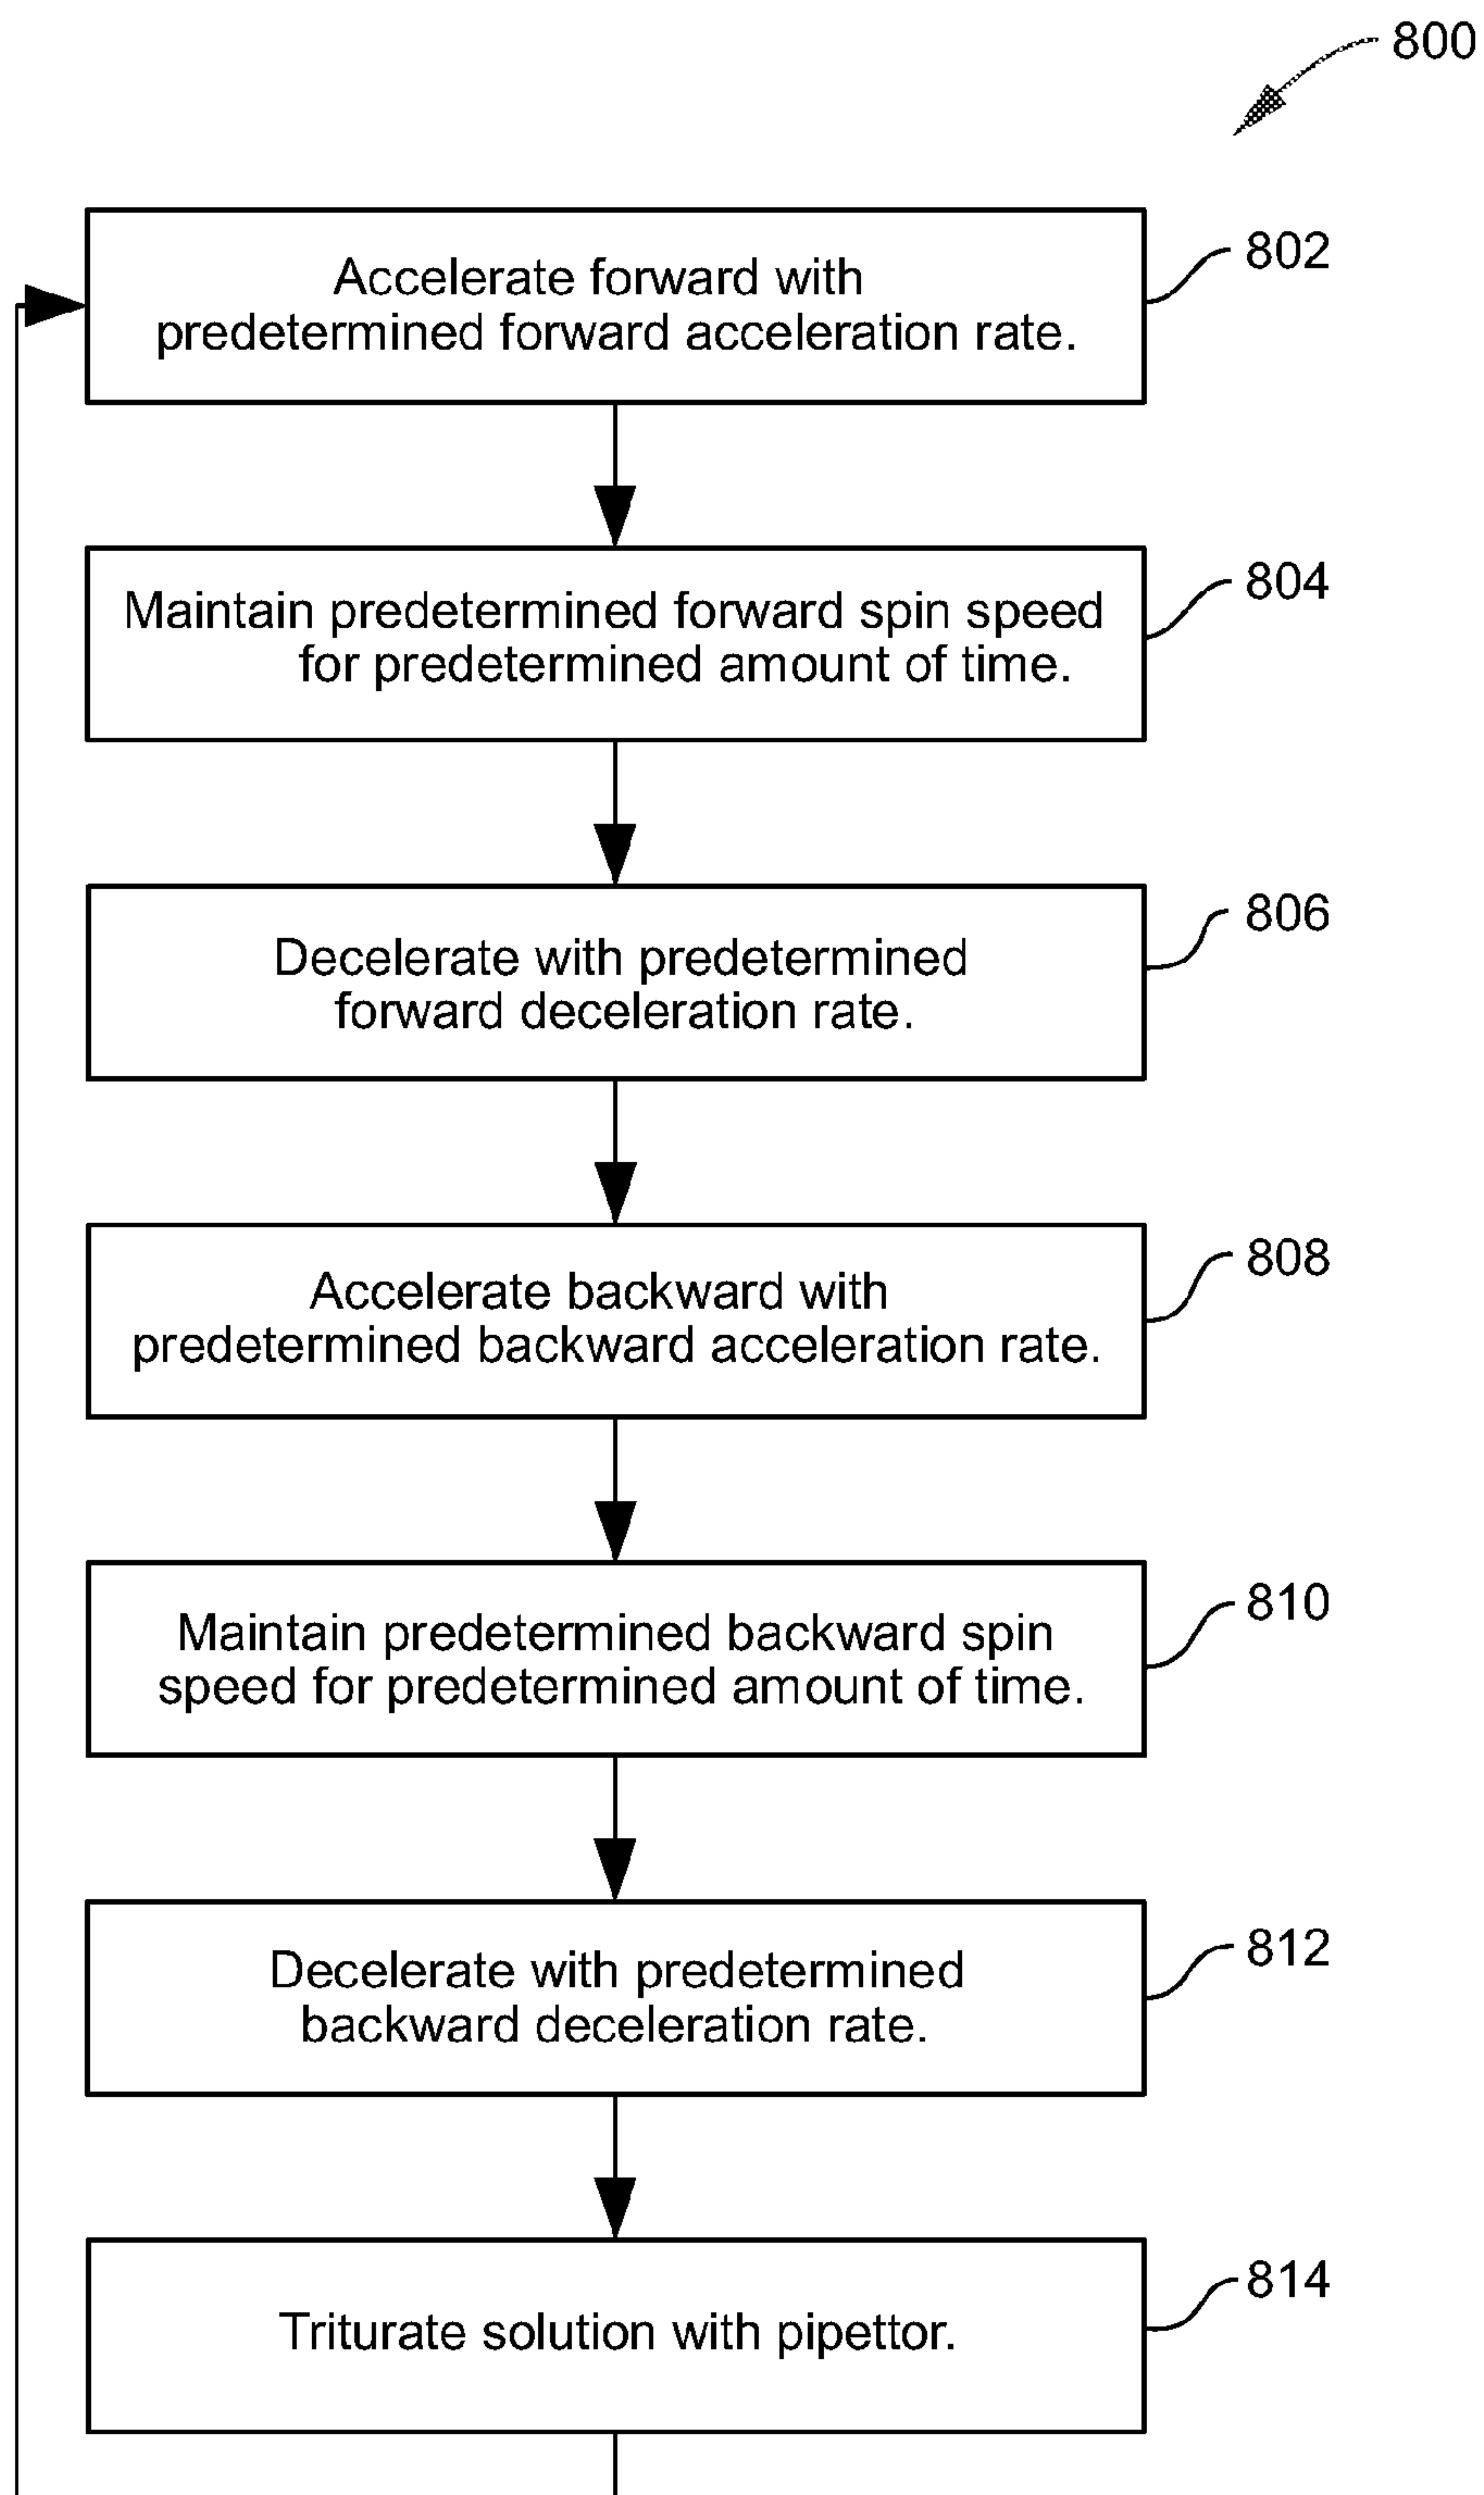 800
Accelerate forward with
predetermined forward acceleration rate.
802
Maintain predetermined forward spin speed
for predetermined amount of time.
804
Decelerate with predetermined
forward deceleration rate.
806
Accelerate backward with
predetermined backward acceleration rate.
808
Maintain predetermined backward spin
speed for predetermined amount of time.
810
Decelerate with predetermined
backward deceleration rate.
812
Triturate solution with pipettor.
814